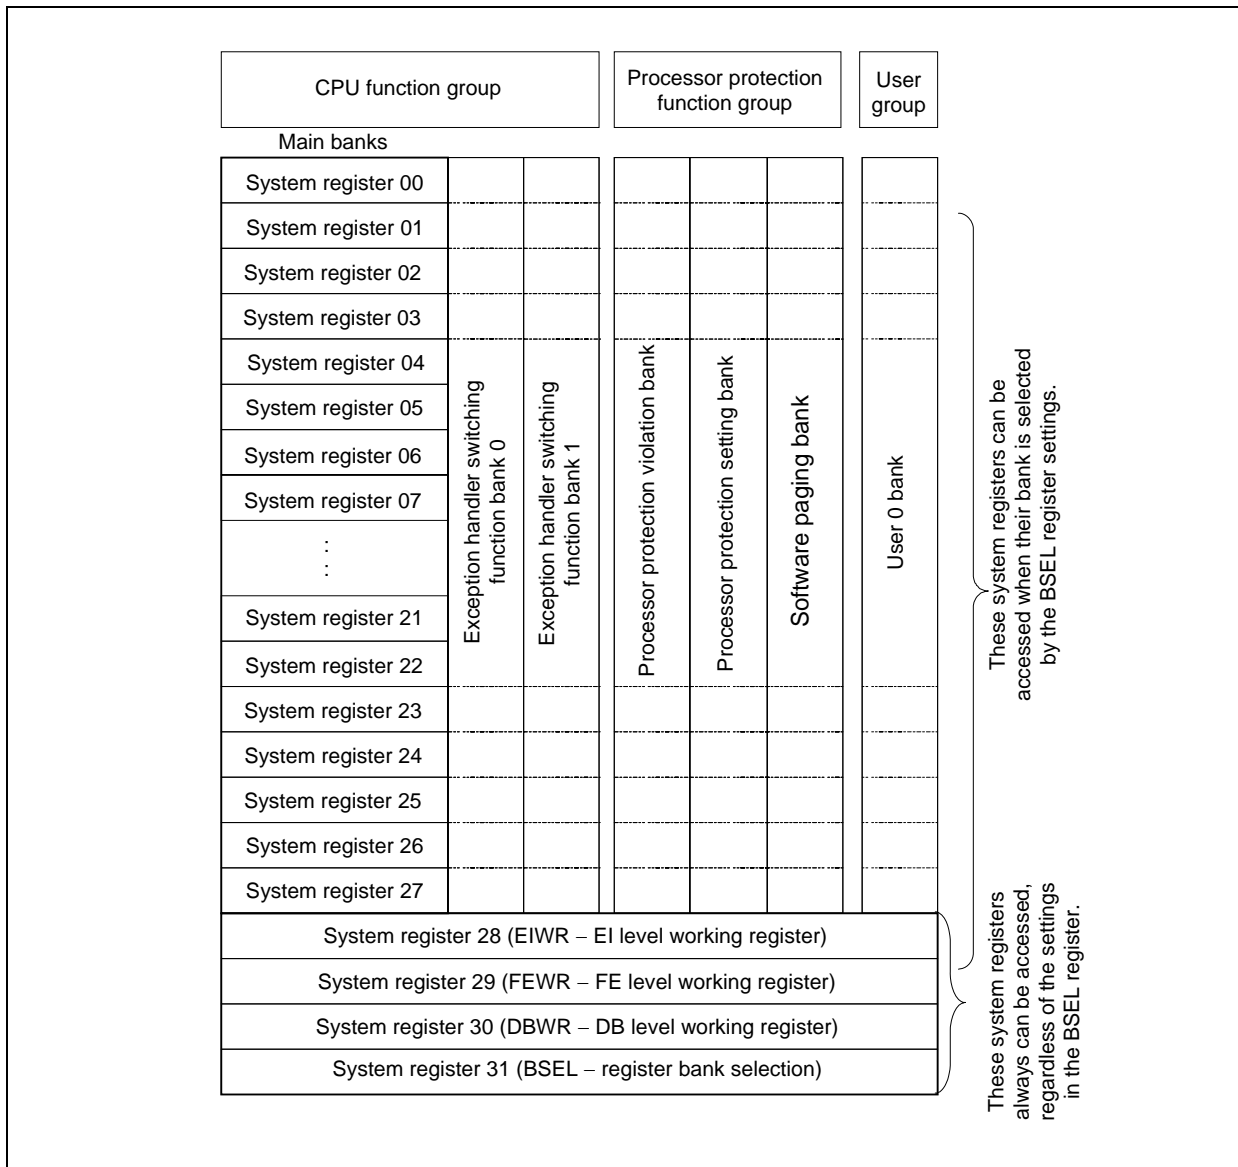 CPU function group
Processor protection
function group
User
group
Main banks
System register 00
System register 01
System register 02
System register 03
System register 04
System register 05
System register 06
System register 07
System register 21
System register 22
System register 23
System register 24
System register 25
System register 26
System register 27
Exception handler switching
function bank 0
Exception handler switching
function bank 1
Processor protection violation bank
Processor protection setting bank
Software paging bank
User 0 bank
System register 28 (EIWR – EI level working register)
System register 29 (FEWR – FE level working register)
System register 30 (DBWR – DB level working register)
System register 31 (BSEL – register bank selection)
These system registers can be
accessed when their bank is selected
by the BSEL register settings.
These system registers
always can be accessed,
regardless of the settings
in the BSEL register.